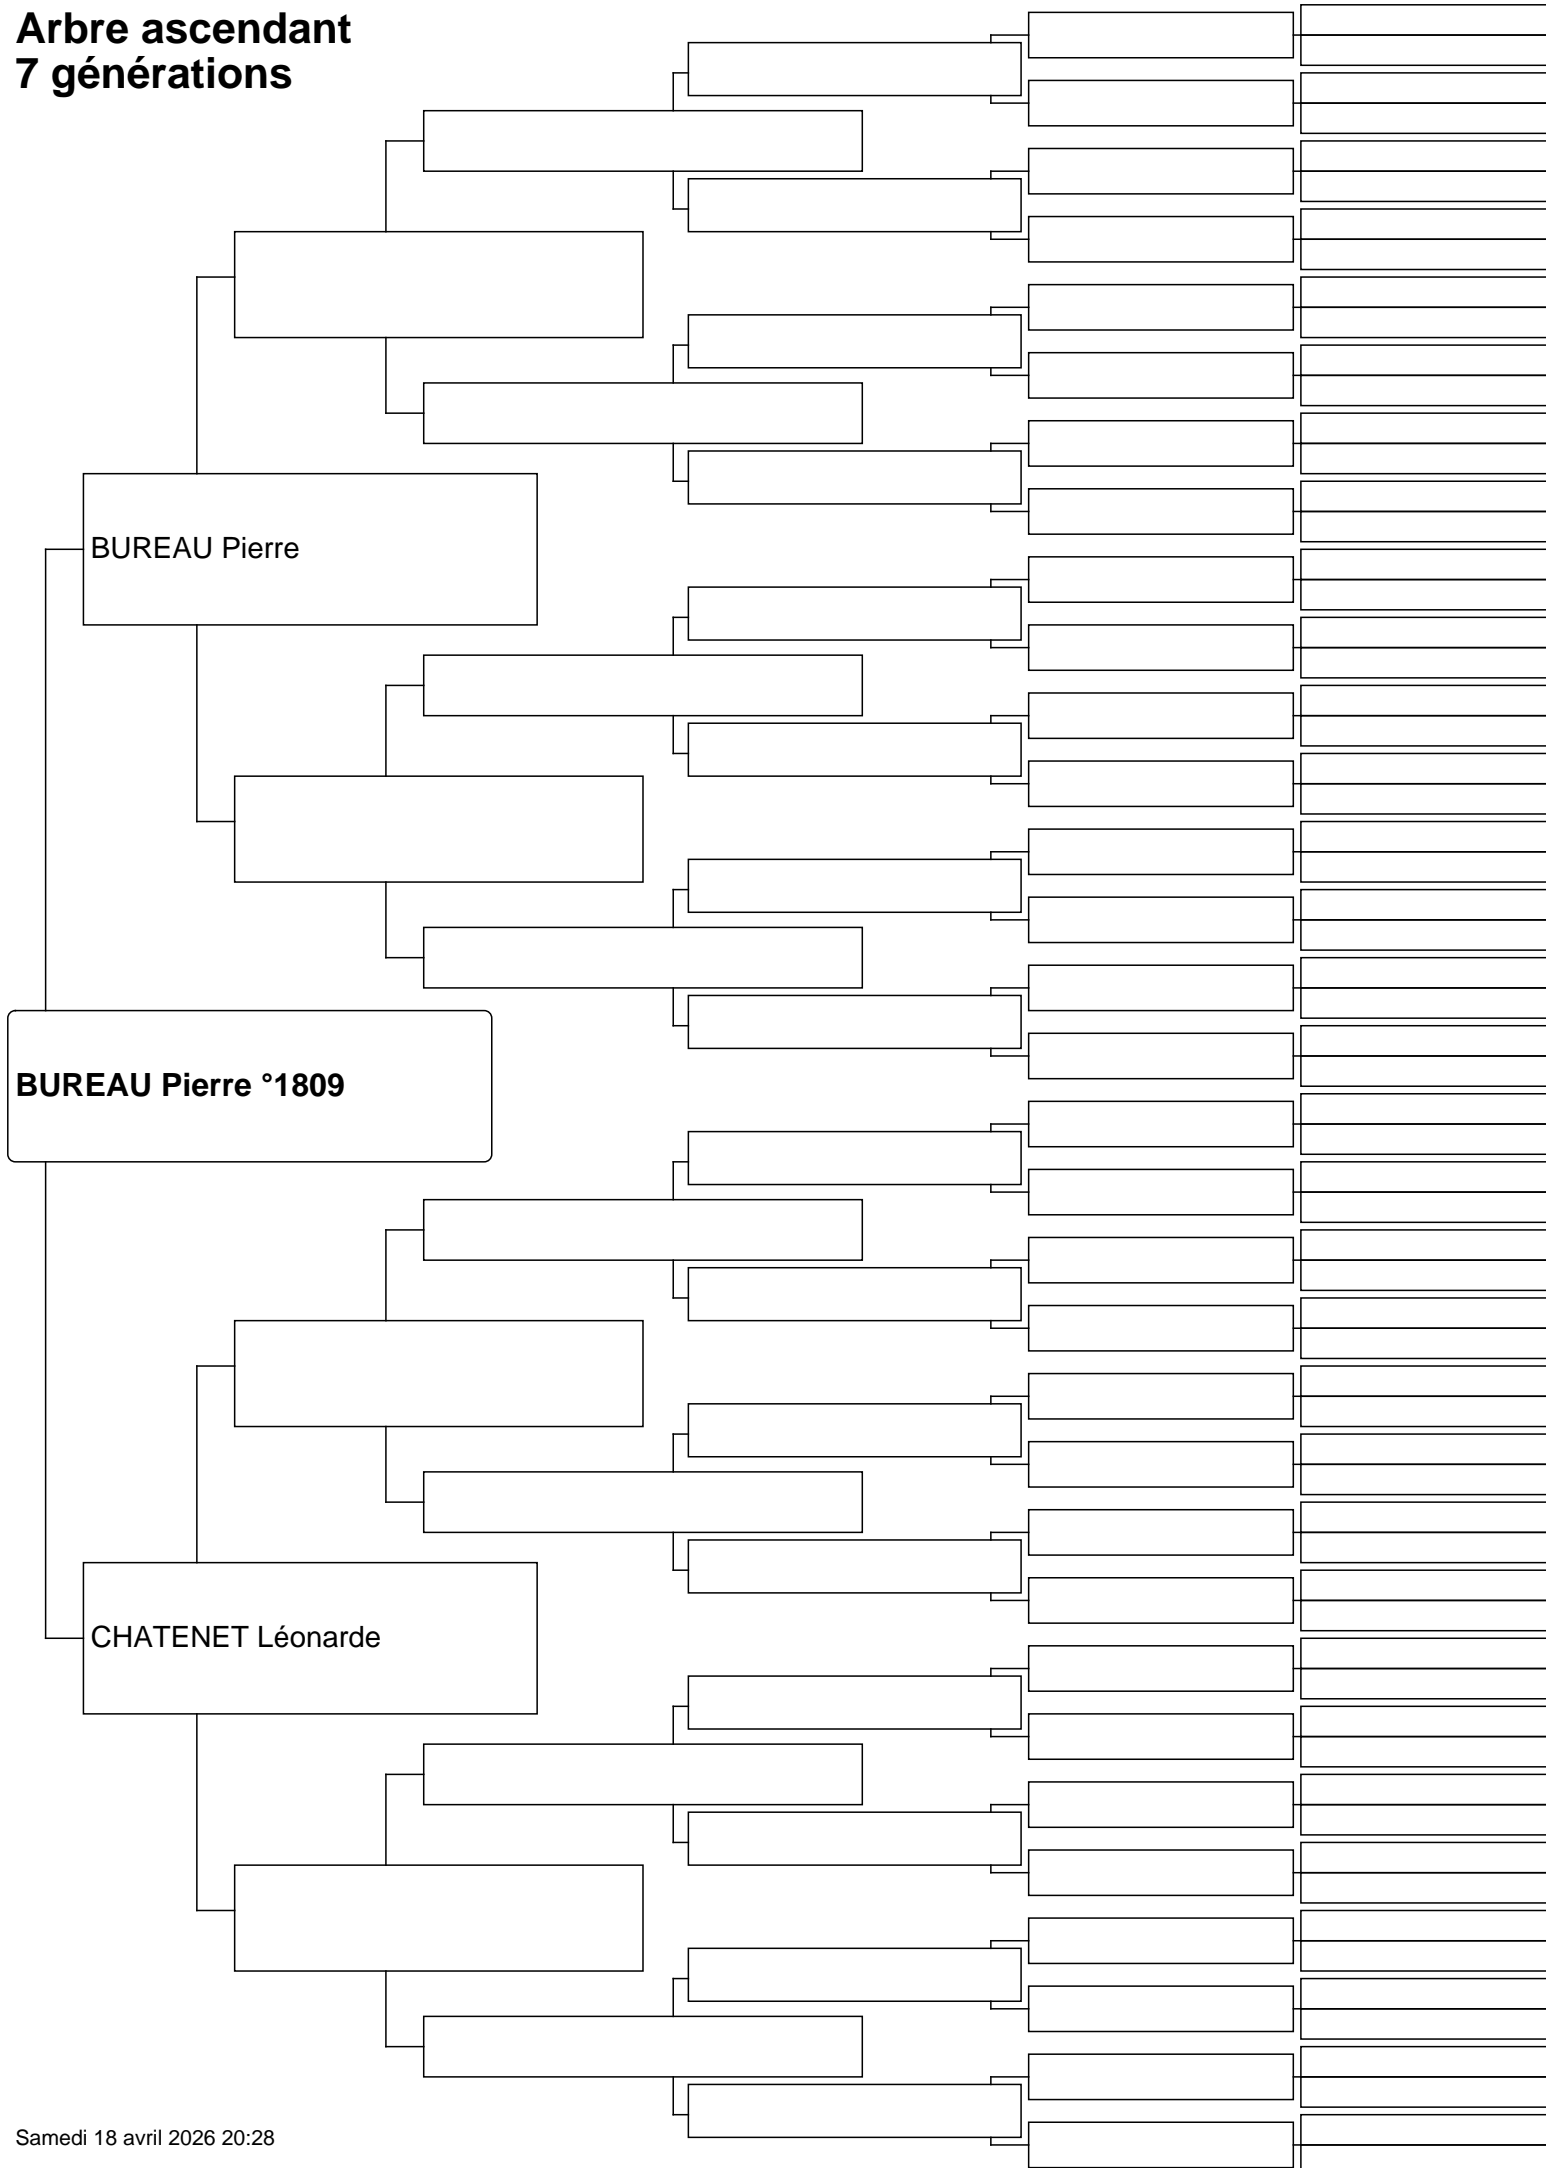 Arbre ascendant
7 générations
BUREAU Pierre
BUREAU Pierre °1809
CHATENET Léonarde
Samedi 18 avril 2026 20:28